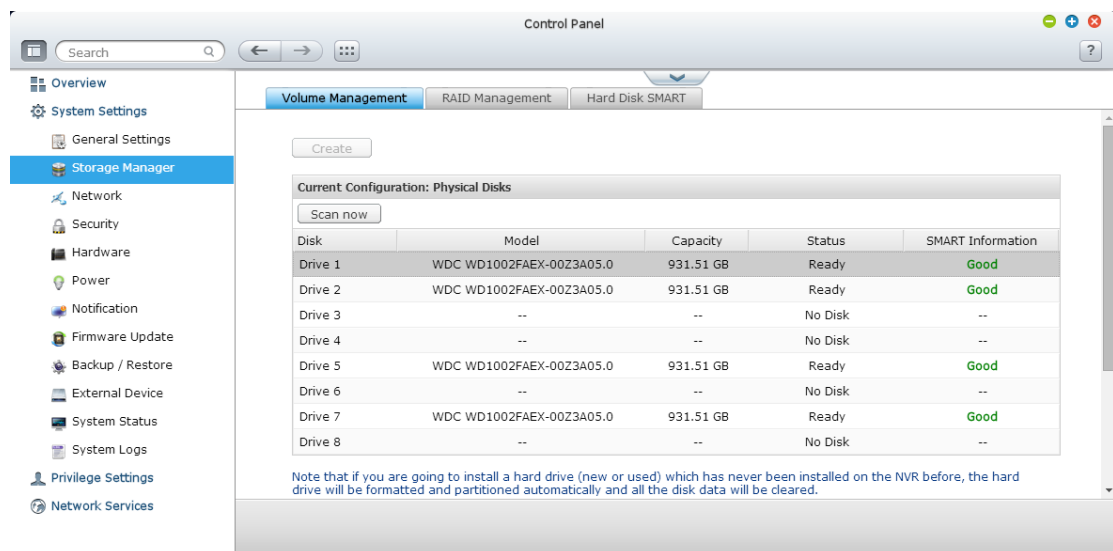 Control Panel
Search
?
Overview
System Settings
General Settings
Storage Manager
Network
Security
Hardware
Power
Notification
Firmware Update
Backup / Restore
External Device
System Status
System Logs
Privilege Settings
Network Services
Volume Management RAID Management Hard Disk SMART
Create
Current Configuration: Physical Disks
Scan now
Disk Model Capacity Status SMART Information
Drive 1 WDC WD1002FAEX-00Z3A05.0 931.51 GB Ready Good
Drive 2 WDC WD1002FAEX-00Z3A05.0 931.51 GB Ready Good
Drive 3 -- -- No Disk --
Drive 4 -- -- No Disk --
Drive 5 WDC WD1002FAEX-00Z3A05.0 931.51 GB Ready Good
Drive 6 -- -- No Disk --
Drive 7 WDC WD1002FAEX-00Z3A05.0 931.51 GB Ready Good
Drive 8 -- -- No Disk --
Note that if you are going to install a hard drive (new or used) which has never been installed on the NVR before, the hard
drive will be formatted and partitioned automatically and all the disk data will be cleared.